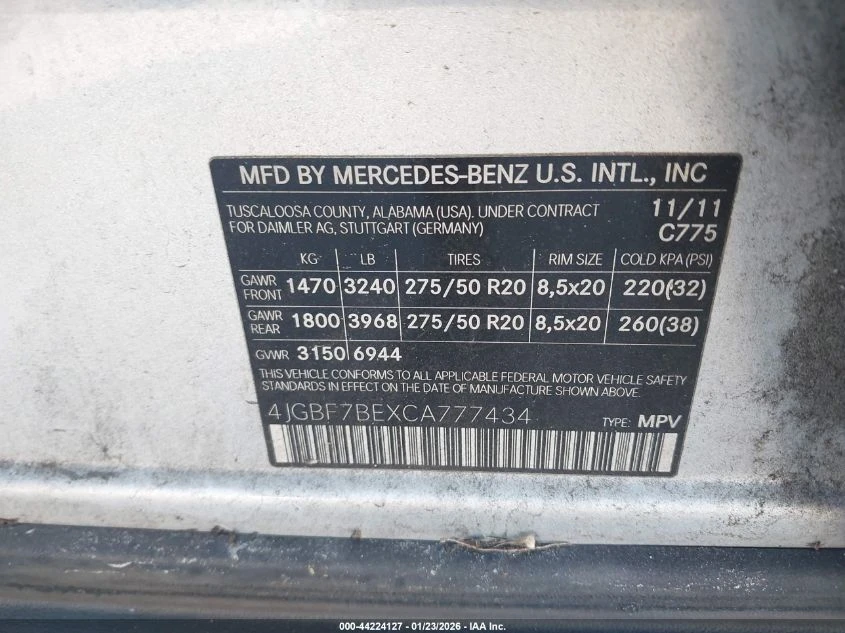 MFD BY MERCEDES-BENZ U.S. INTL., INC
TUSCALOOSA COUNTY, ALABAMA (USA). UNDER CONTRACT 11/11
FOR DAIMLER AG, STUTTGART (GERMANY) C775
KG LB TIRES RIM SIZE COLD KPA (PSI)
GAWR FRONT 1470 3240 275/50 R20 8,5x20 220(32)
GAWR REAR 1800 3968 275/50 R20 8,5x20 260(38)
GVWR 3150 6944
THIS VEHICLE CONFORMS TO ALL APPLICABLE FEDERAL MOTOR VEHICLE SAFETY
STANDARDS IN EFFECT ON THE DATE OF MANUFACTURE SHOWN ABOVE.
4JGBF7BEXCA777434 TYPE: MPV
000-44224127 - 01/23/2026 - IAA Inc.